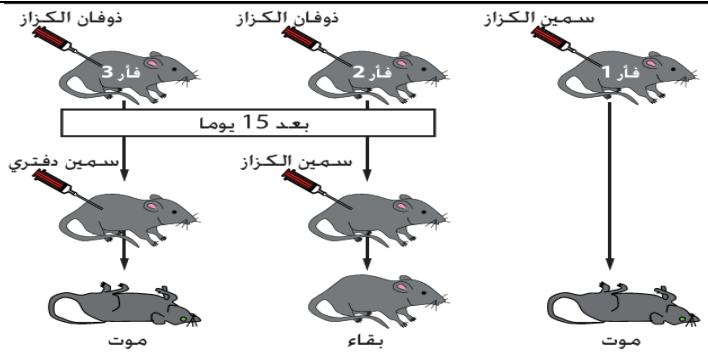 سمين الكزاز
ذوفان الكزاز
ذوفان الكزاز
فأر 1
فأر 2
فأر 3
بعد 15 يوما
سمين الكزاز
سمين دفتري
موت
بقاء
موت